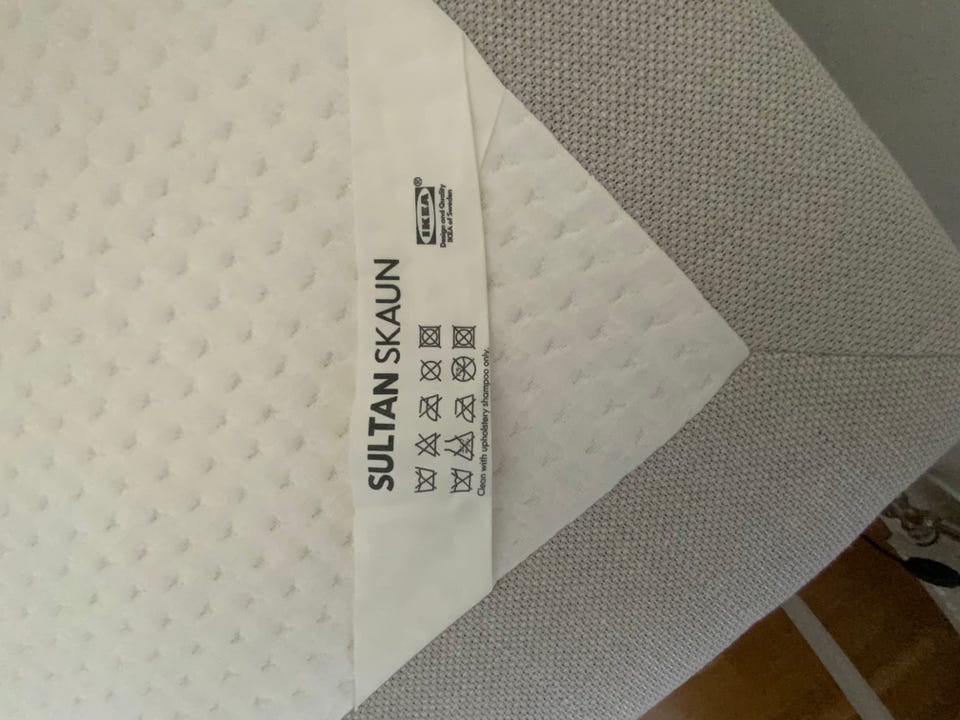 SULTAN SKAUN
IKEA®
Design and Quality
IKEA of Sweden
Clean with upholstery shampoo only.